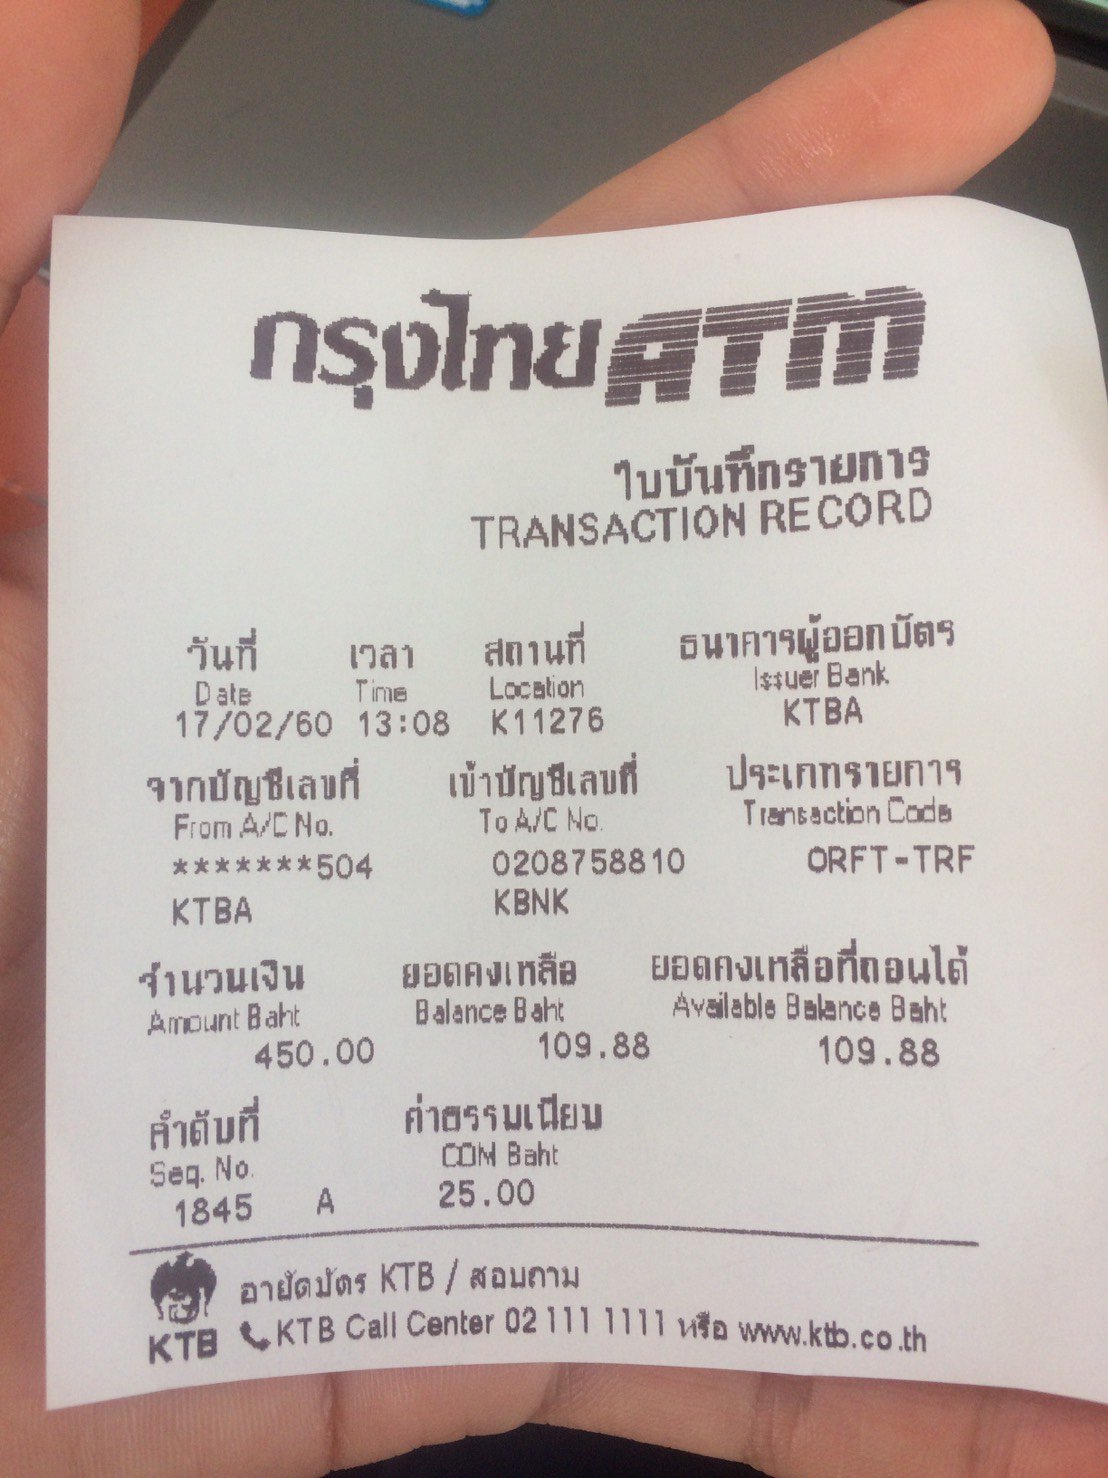 กรุงไทย ATM
ใบบันทึกรายการ
TRANSACTION RECORD
วันที่ เวลา สถานที่ ธนาคารผู้ออกบัตร
Date Time Location Issuer Bank
17/02/60 13:08 K11276 KTBA
จากบัญชีเลขที่ เข้าบัญชีเลขที่ ประเภทรายการ
From A/C No. To A/C No. Transaction Code
*******504 0208758810 ORFT-TRF
KTBA KBNK
จำนวนเงิน ยอดคงเหลือ ยอดคงเหลือที่ถอนได้
Amount Baht Balance Baht Available Balance Baht
450.00 109.88 109.88
ลำดับที่ ค่าธรรมเนียม
Seq. No. COM Baht
1845 A 25.00
อายัดบัตร KTB / สอบถาม
KTB KTB Call Center 02 111 1111 หรือ www.ktb.co.th